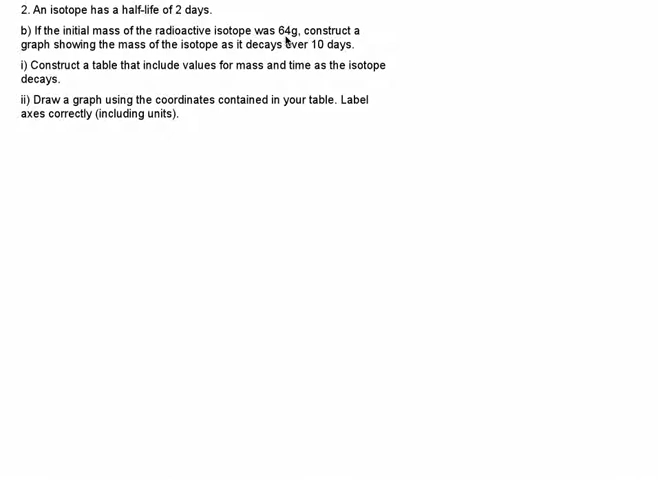 2. An isotope has a half-life of 2 days.
b) If the initial mass of the radioactive isotope was 64g, construct a
graph showing the mass of the isotope as it decays over 10 days.
i) Construct a table that include values for mass and time as the isotope
decays.
ii) Draw a graph using the coordinates contained in your table. Label
axes correctly (including units).